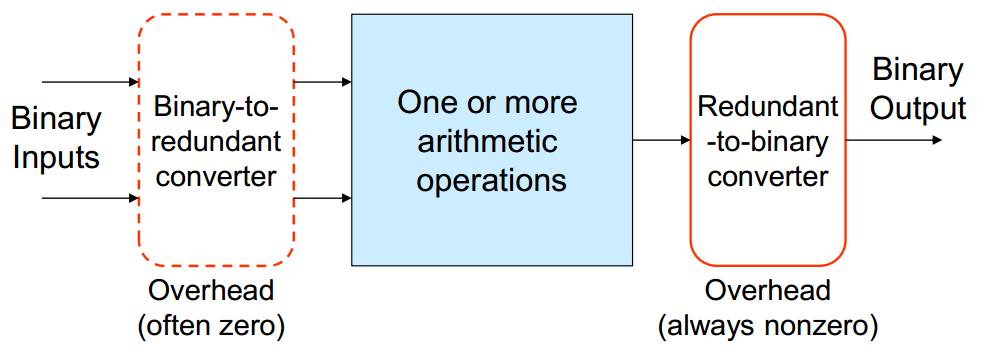 Binary
Inputs
Binary-to-
redundant
converter
Overhead
(often zero)
One or more
arithmetic
operations
Redundant
-to-binary
converter
Overhead
(always nonzero)
Binary
Output